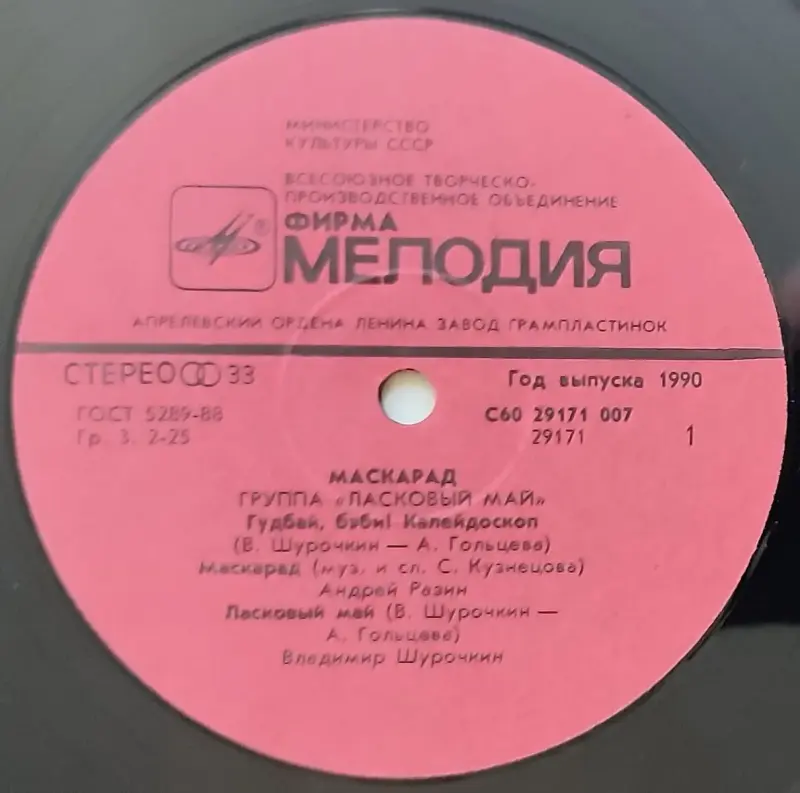 МИНИСТЕРСТВО
КУЛЬТУРЫ СССР
ВСЕСОЮЗНОЕ ТВОРЧЕСКО-
ПРОИЗВОДСТВЕННОЕ ОБЪЕДИНЕНИЕ
®
ФИРМА
МЕЛОДИЯ
АПРЕЛЕВСКИЙ ОРДЕНА ЛЕНИНА ЗАВОД ГРАМПЛАСТИНОК
СТЕРЕО 33
Год выпуска 1990
ГОСТ 5289-88
С60 29171 007
Гр. 3. 2-25
29171 1
МАСКАРАД
ГРУППА «ЛАСКОВЫЙ МАЙ»
Гудбай, бэби! Калейдоскоп
(В. Шурочкин — А. Гольцева)
Маскарад (муз. и сл. С. Кузнецова)
Андрей Разин
Ласковый май (В. Шурочкин —
А. Гольцева)
Владимир Шурочкин